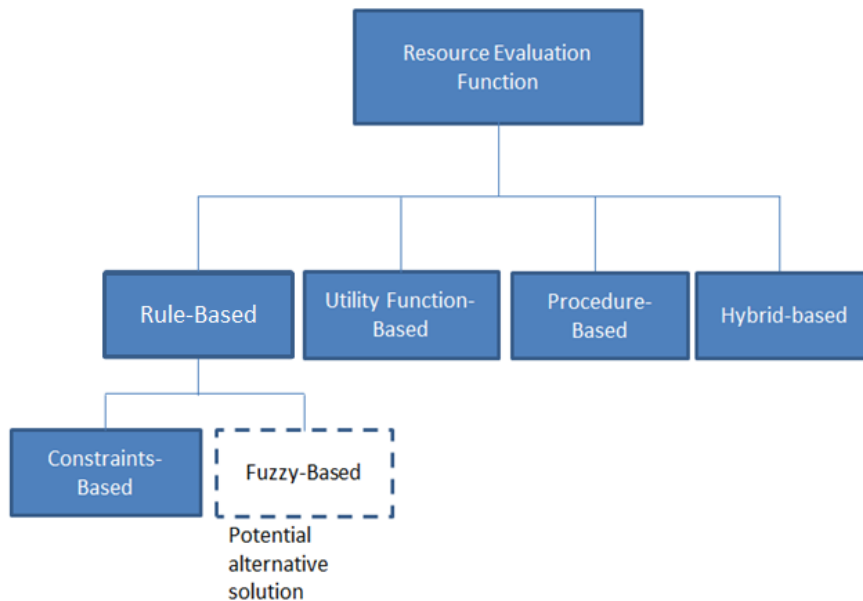 Resource Evaluation
Function
Rule-Based
Utility Function-
Based
Procedure-
Based
Hybrid-based
Constraints-
Based
Fuzzy-Based
Potential
alternative
solution